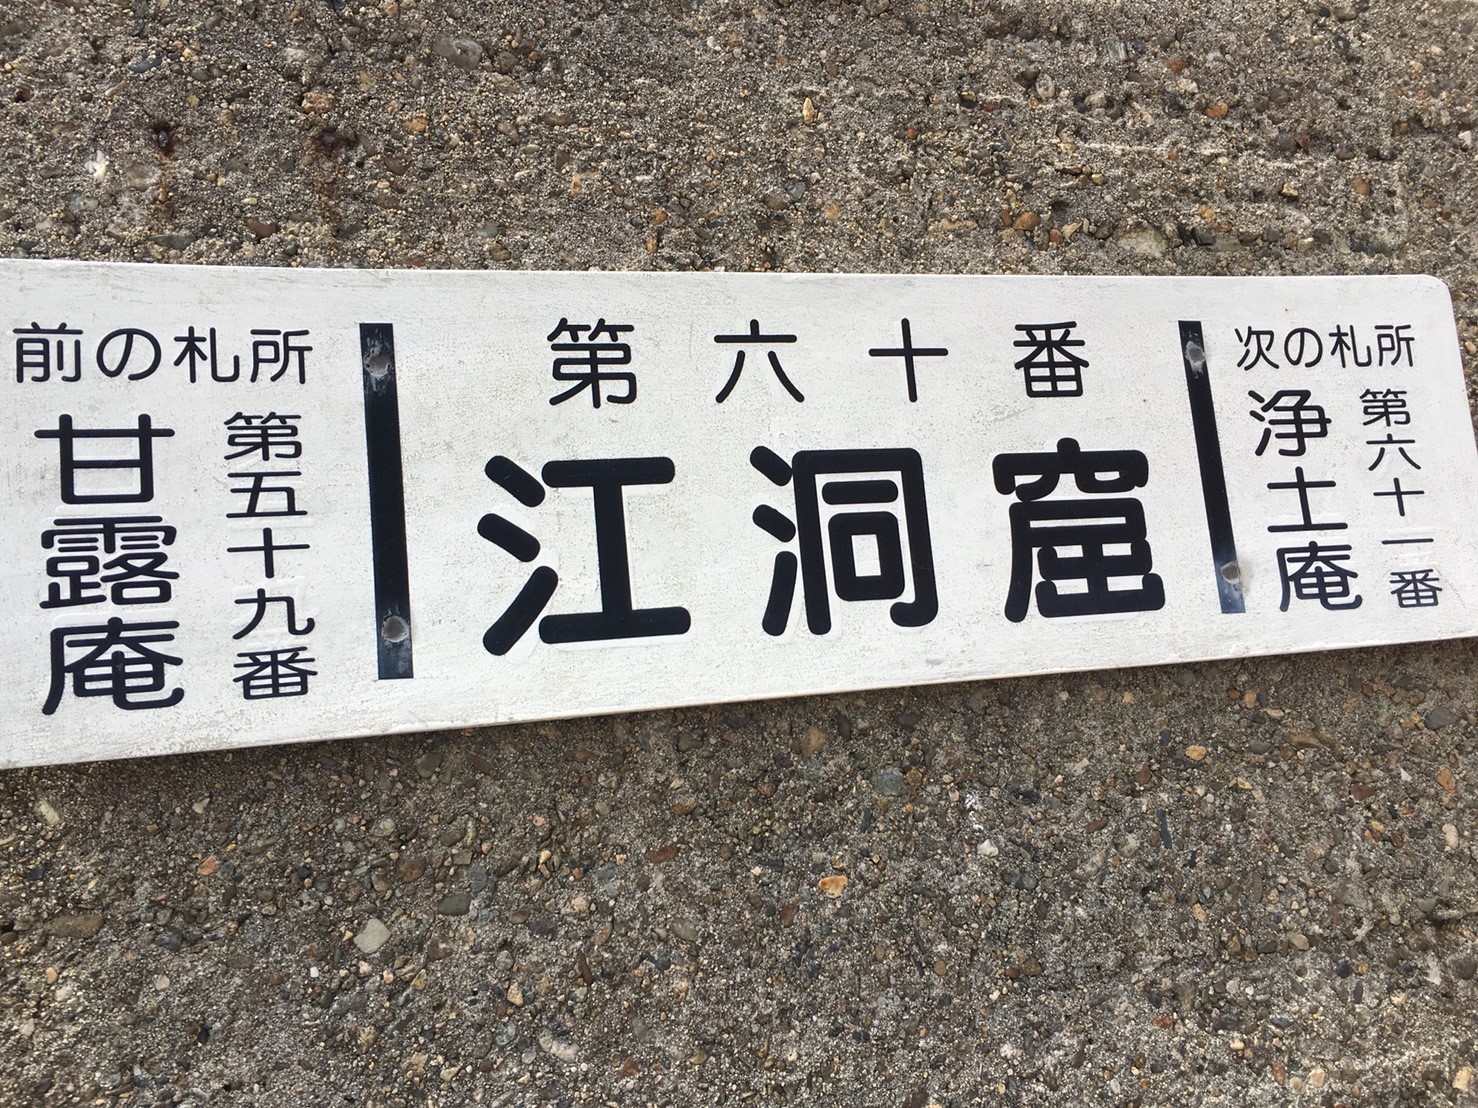 前の札所
第五十九番
甘露庵
第六十番
江洞窟
次の札所
第六十一番
浄土庵